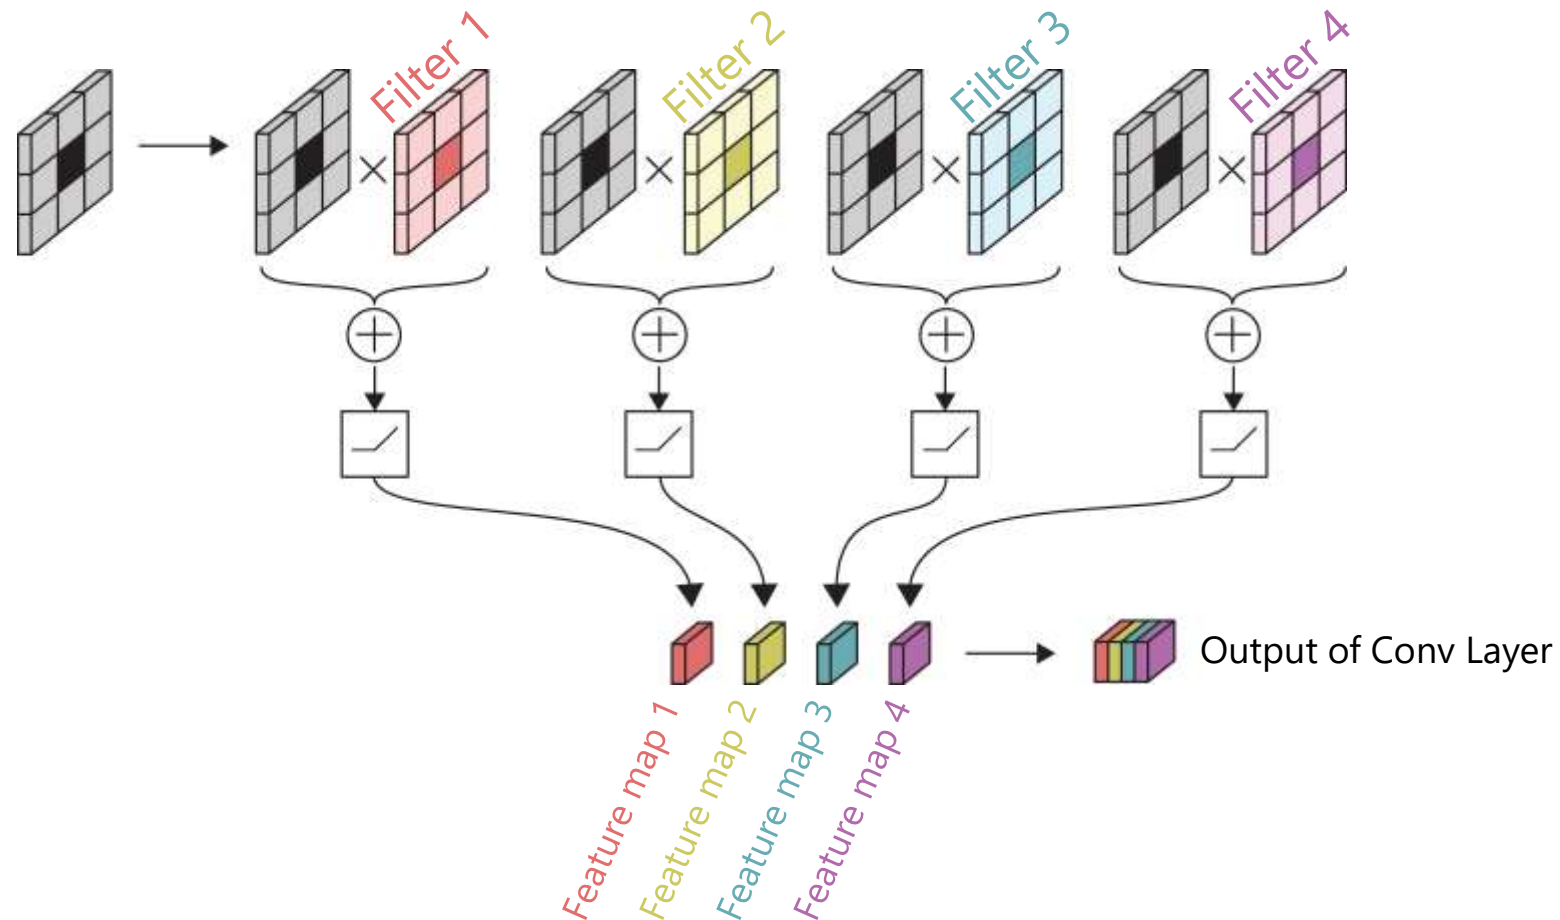 Filter 1
Filter 2
Filter 3
Filter 4
Output of Conv Layer
Feature map 1
Feature map 2
Feature map 3
Feature map 4